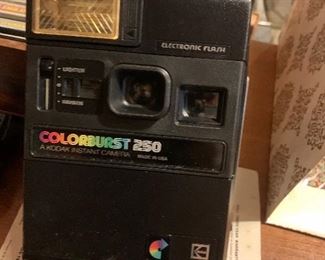 ELECTRONIC FLASH
LIGHTEN
DARKEN
COLORBURST 250
A KODAK INSTANT CAMERA
MADE IN USA